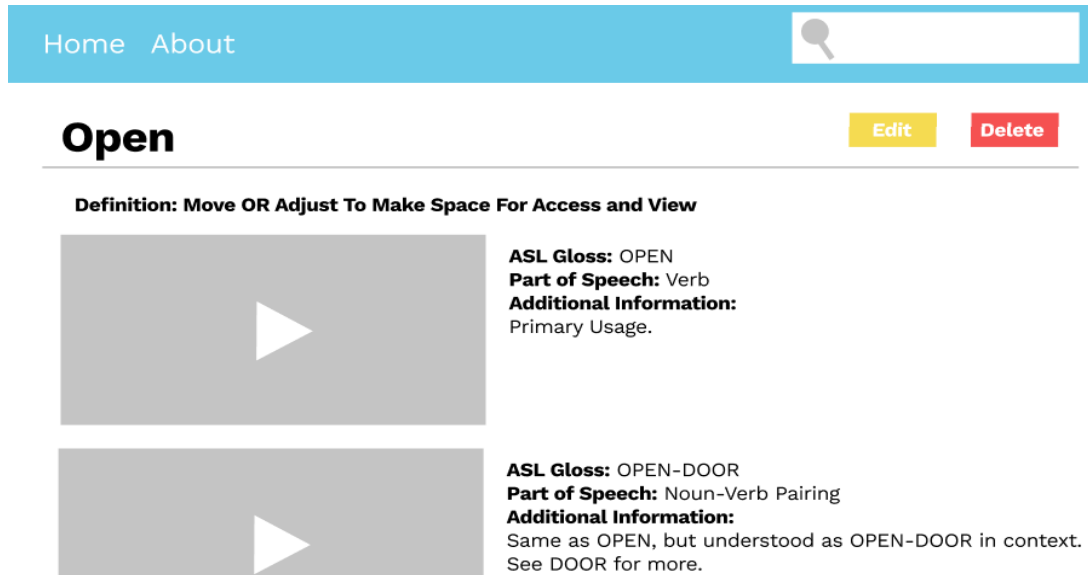 Home About
Open
Edit Delete
Definition: Move OR Adjust To Make Space For Access and View
ASL Gloss: OPEN
Part of Speech: Verb
Additional Information:
Primary Usage.
ASL Gloss: OPEN-DOOR
Part of Speech: Noun-Verb Pairing
Additional Information:
Same as OPEN, but understood as OPEN-DOOR in context.
See DOOR for more.